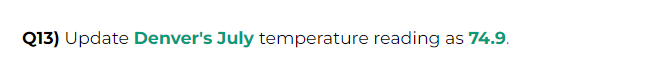 Q13) Update Denver's July temperature reading as 74.9.